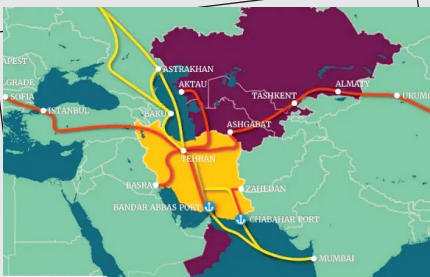 APEST
LGRADE
SOFIA
ISTANBUL
ASTRAKHAN
AKTAU
BAKU
TASHKENT
ALMATY
URUMQ
ASHGABAT
TEHRAN
BASRA
ZAHEDAN
BANDAR ABBAS PORT
CHABAHAR PORT
MUMBAI